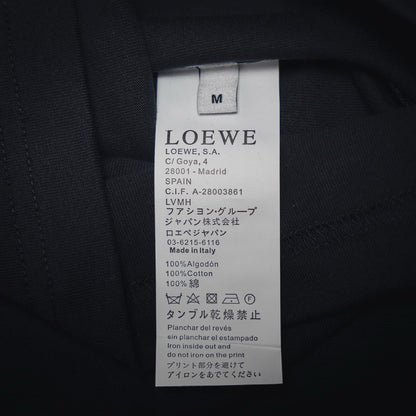 M
LOEWE
LOEWE, S.A.
C/ Goya, 4
28001 - Madrid
SPAIN
C.I.F. A-28003861
LVMH
ファション・グループ
ジャパン株式会社
ロエベジャパン
03-6215-6116
Made in Italy
100%Algodón
100%Cotton
100% 綿
タンブル乾燥禁止
Planchar del revés
sin planchar el estampado
Iron inside out and
do not iron on the print
プリント部分を避けて
アイロンをあてでください